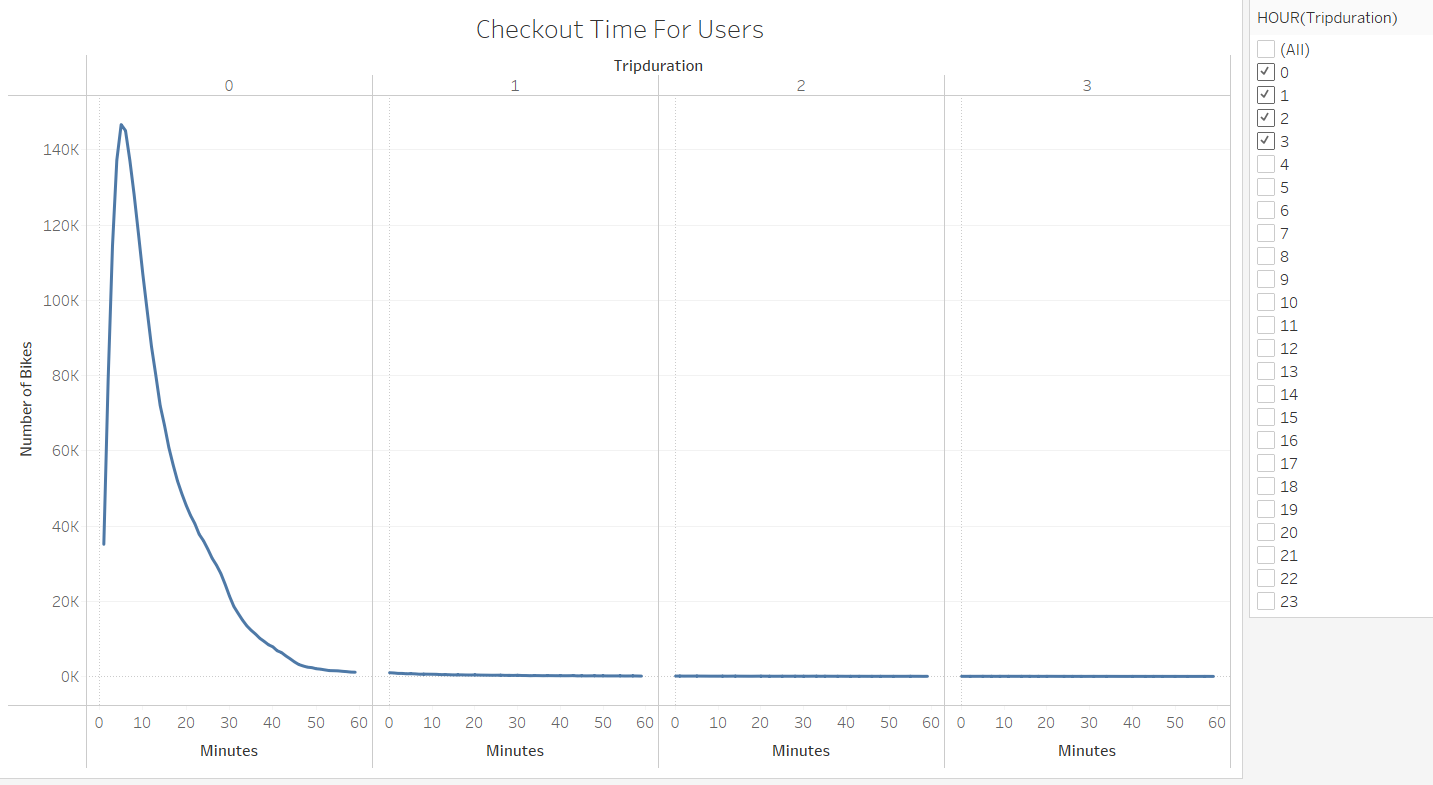 Checkout Time For Users
Tripduration
0 1 2 3
140K
120K
100K
80K
60K
40K
20K
0K
Number of Bikes
0 10 20 30 40 50 60 0 10 20 30 40 50 60 0 10 20 30 40 50 60 0 10 20 30 40 50 60
Minutes Minutes Minutes Minutes
HOUR(Tripduration)
(All)
0
1
2
3
4
5
6
7
8
9
10
11
12
13
14
15
16
17
18
19
20
21
22
23